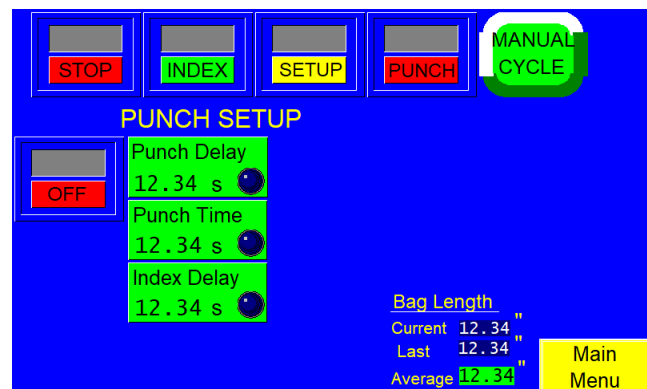 STOP
INDEX
SETUP
PUNCH
MANUAL
CYCLE
PUNCH SETUP
OFF
Punch Delay
12.34 s
Punch Time
12.34 s
Index Delay
12.34 s
Bag Length
Current 12.34 "
Last 12.34 "
Average 12.34 "
Main
Menu